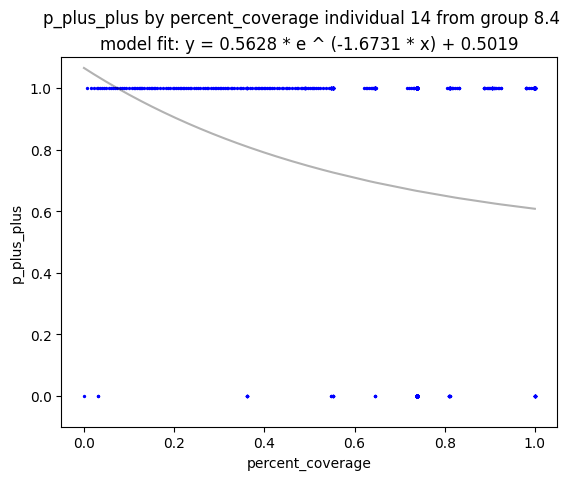 p_plus_plus by percent_coverage individual 14 from group 8.4
model fit: y = 0.5628 * e ^ (-1.6731 * x) + 0.5019
1.0
0.8
0.6
0.4
0.2
0.0
p_plus_plus
0.0 0.2 0.4 0.6 0.8 1.0
percent_coverage